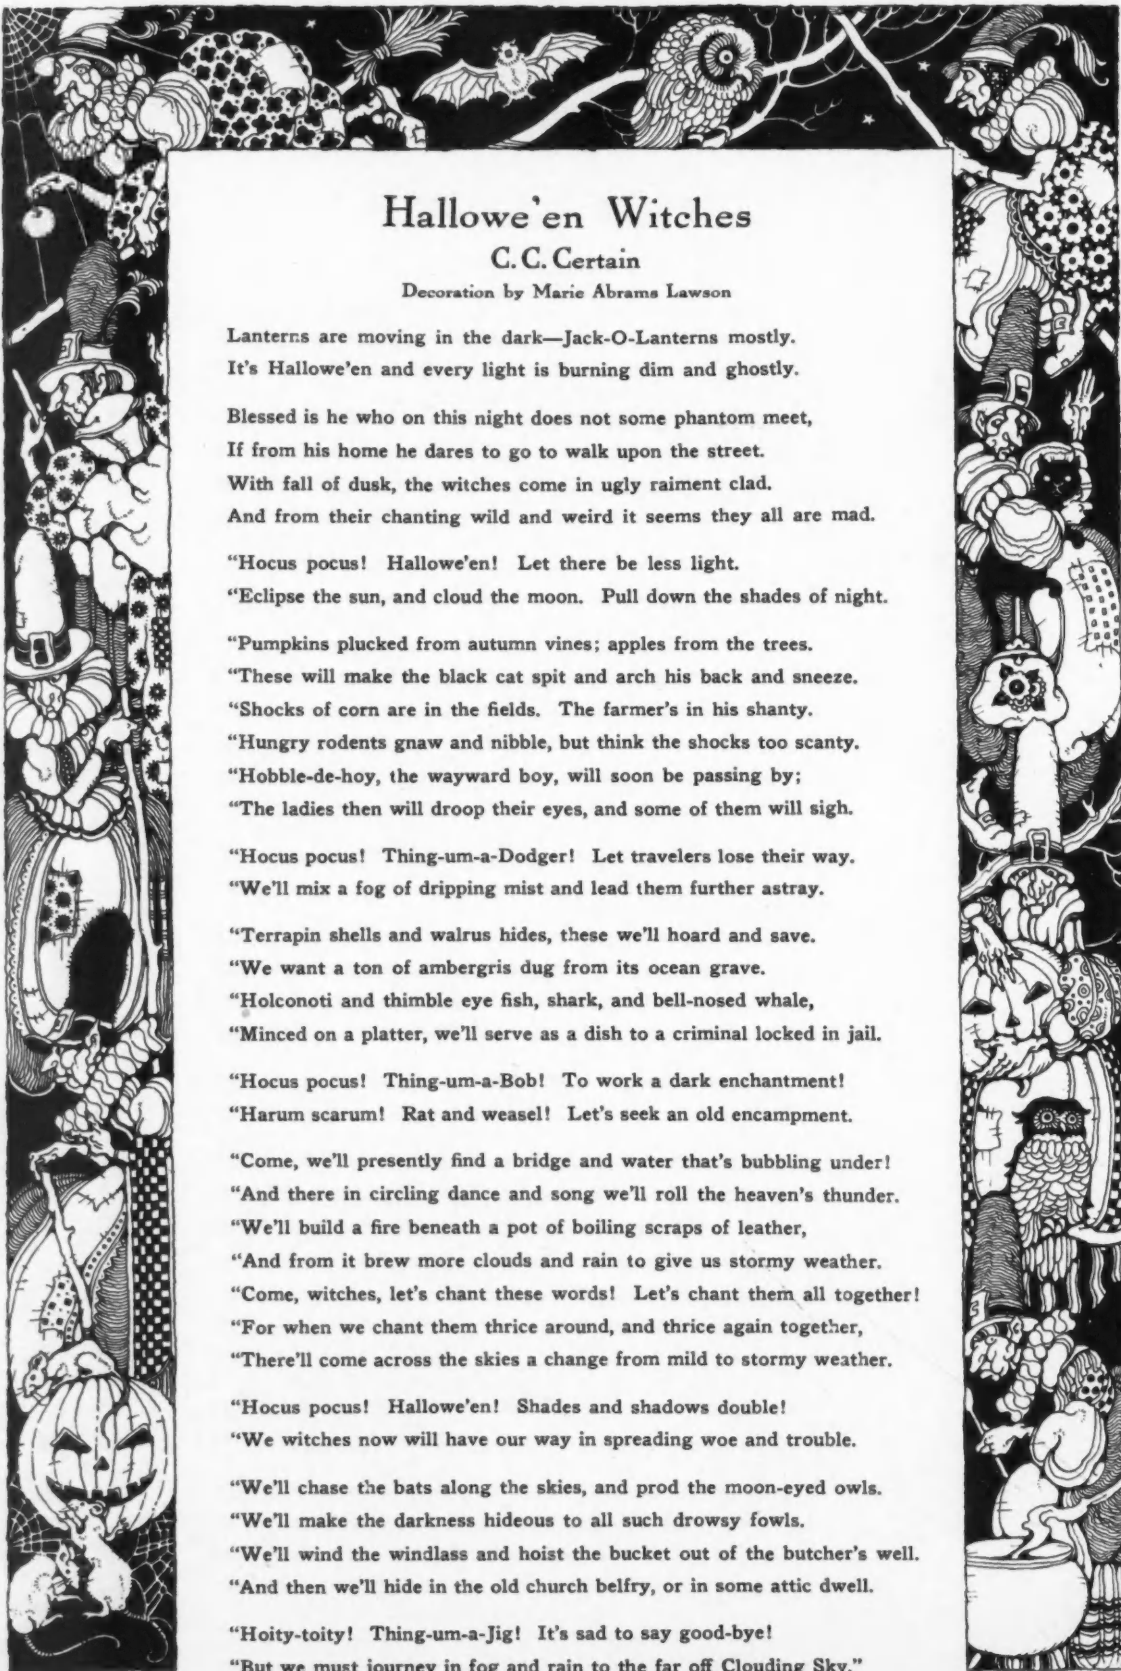 Hallowe'en Witches
C. C. Certain
Decoration by Marie Abrams Lawson
Lanterns are moving in the dark—Jack-O-Lanterns mostly.
It's Hallowe'en and every light is burning dim and ghostly.
Blessed is he who on this night does not some phantom meet,
If from his home he dares to go to walk upon the street.
With fall of dusk, the witches come in ugly raiment clad.
And from their chanting wild and weird it seems they all are mad.
"Hocus pocus! Hallowe'en! Let there be less light.
"Eclipse the sun, and cloud the moon. Pull down the shades of night.
"Pumpkins plucked from autumn vines; apples from the trees.
"These will make the black cat spit and arch his back and sneeze.
"Shocks of corn are in the fields. The farmer's in his shanty.
"Hungry rodents gnaw and nibble, but think the shocks too scanty.
"Hobble-de-hoy, the wayward boy, will soon be passing by;
"The ladies then will droop their eyes, and some of them will sigh.
"Hocus pocus! Thing-um-a-Dodger! Let travelers lose their way.
"We'll mix a fog of dripping mist and lead them further astray.
"Terrapin shells and walrus hides, these we'll hoard and save.
"We want a ton of ambergris dug from its ocean grave.
"Holconoti and thimble eye fish, shark, and bell-nosed whale,
"Minced on a platter, we'll serve as a dish to a criminal locked in jail.
"Hocus pocus! Thing-um-a-Bob! To work a dark enchantment!
"Harum scarum! Rat and weasel! Let's seek an old encampment.
"Come, we'll presently find a bridge and water that's bubbling under!
"And there in circling dance and song we'll roll the heaven's thunder.
"We'll build a fire beneath a pot of boiling scraps of leather,
"And from it brew more clouds and rain to give us stormy weather.
"Come, witches, let's chant these words! Let's chant them all together!
"For when we chant them thrice around, and thrice again together,
"There'll come across the skies a change from mild to stormy weather.
"Hocus pocus! Hallowe'en! Shades and shadows double!
"We witches now will have our way in spreading woe and trouble.
"We'll chase the bats along the skies, and prod the moon-eyed owls.
"We'll make the darkness hideous to all such drowsy fowls.
"We'll wind the windlass and hoist the bucket out of the butcher's well.
"And then we'll hide in the old church belfry, or in some attic dwell.
"Hoity-toity! Thing-um-a-Jig! It's sad to say good-bye!
"But we must journey in fog and rain to the far off Clouding Sky."